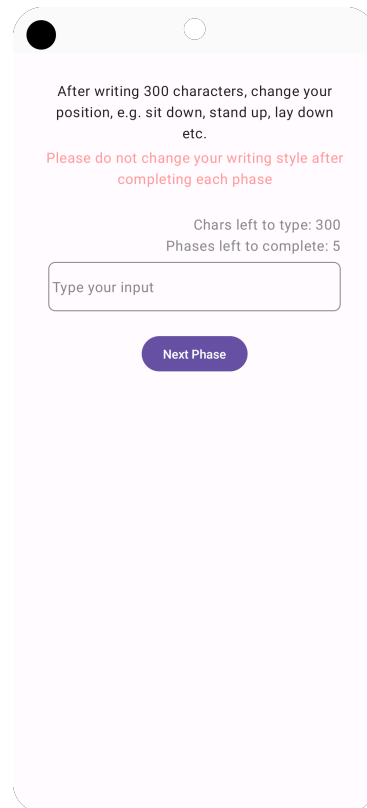 After writing 300 characters, change your
position, e.g. sit down, stand up, lay down
etc.
Please do not change your writing style after
completing each phase
Chars left to type: 300
Phases left to complete: 5
Type your input
Next Phase